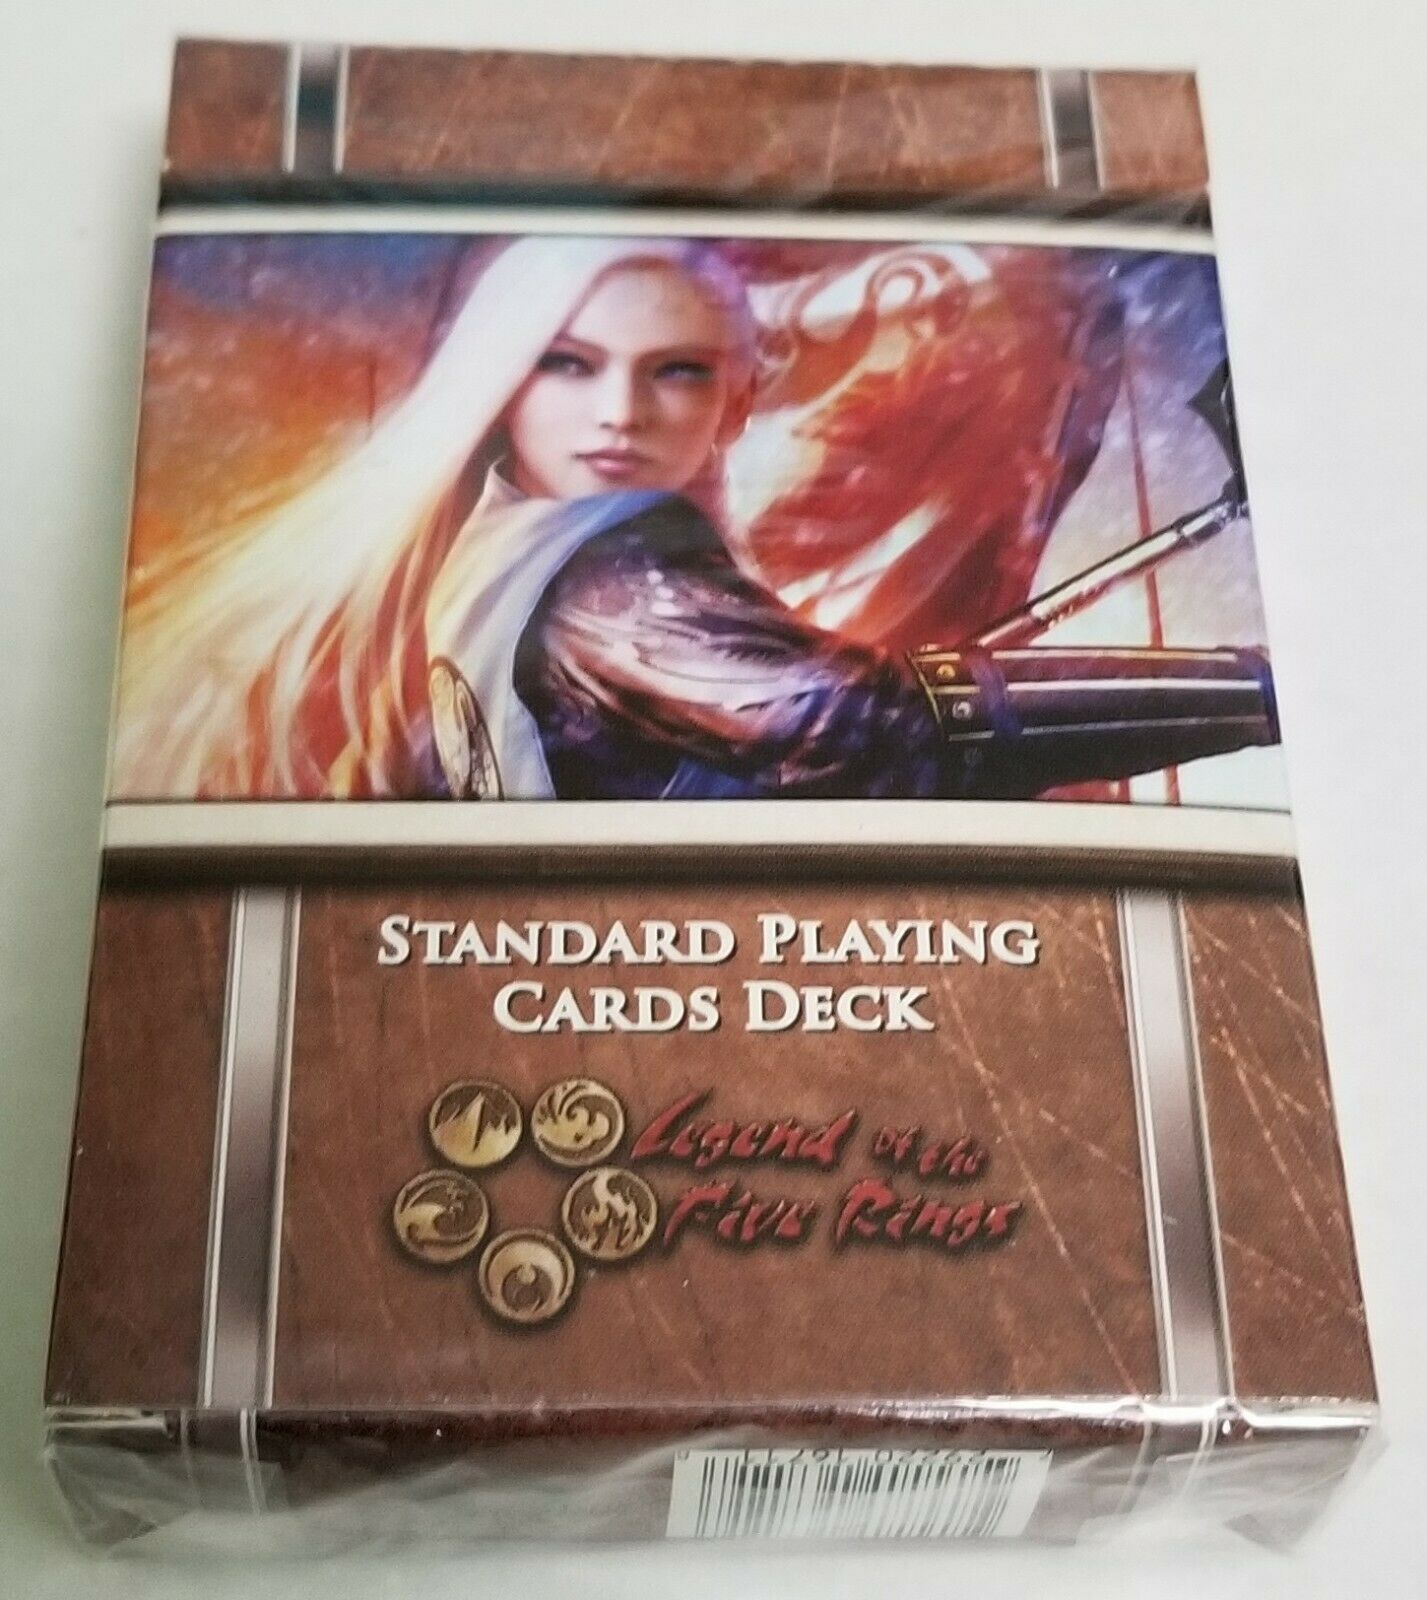 STANDARD PLAYING
CARDS DECK
Legend of the
Five Rings